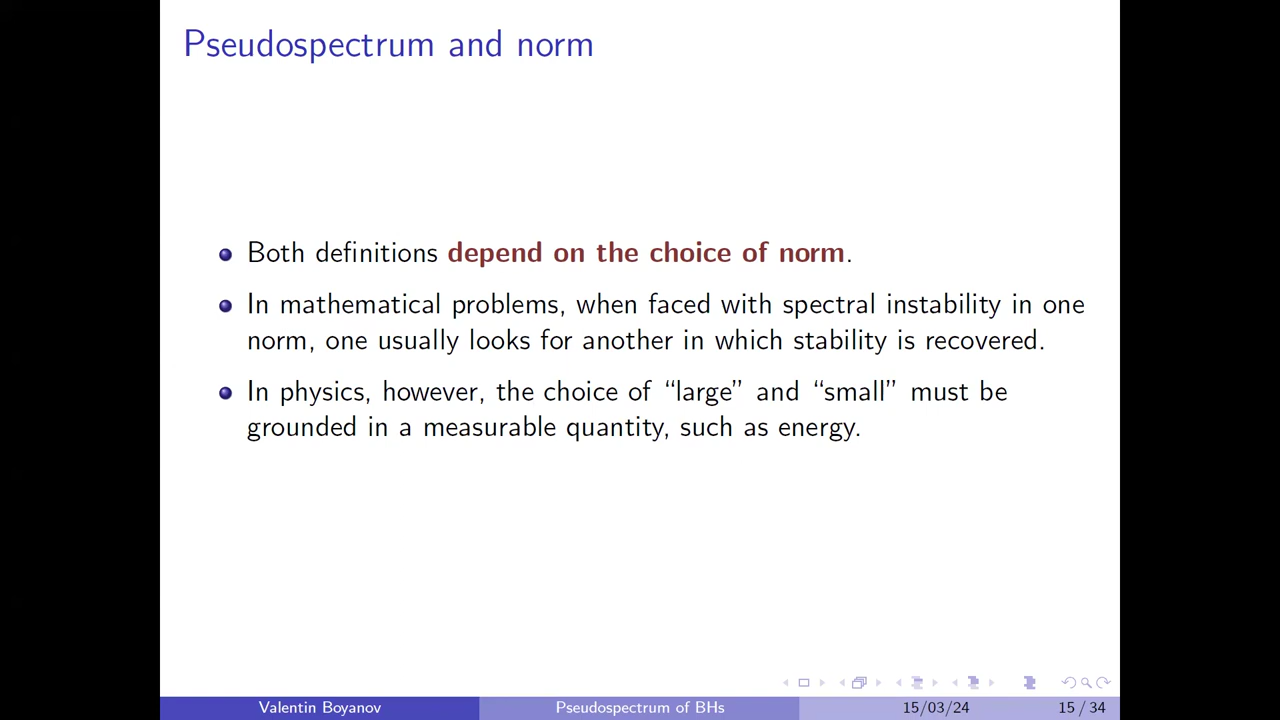 Pseudospectrum and norm
Both definitions depend on the choice of norm.
In mathematical problems, when faced with spectral instability in one
norm, one usually looks for another in which stability is recovered.
In physics, however, the choice of “large” and “small” must be
grounded in a measurable quantity, such as energy.
Valentin Boyanov
Pseudospectrum of BHs
15/03/24
15 / 34